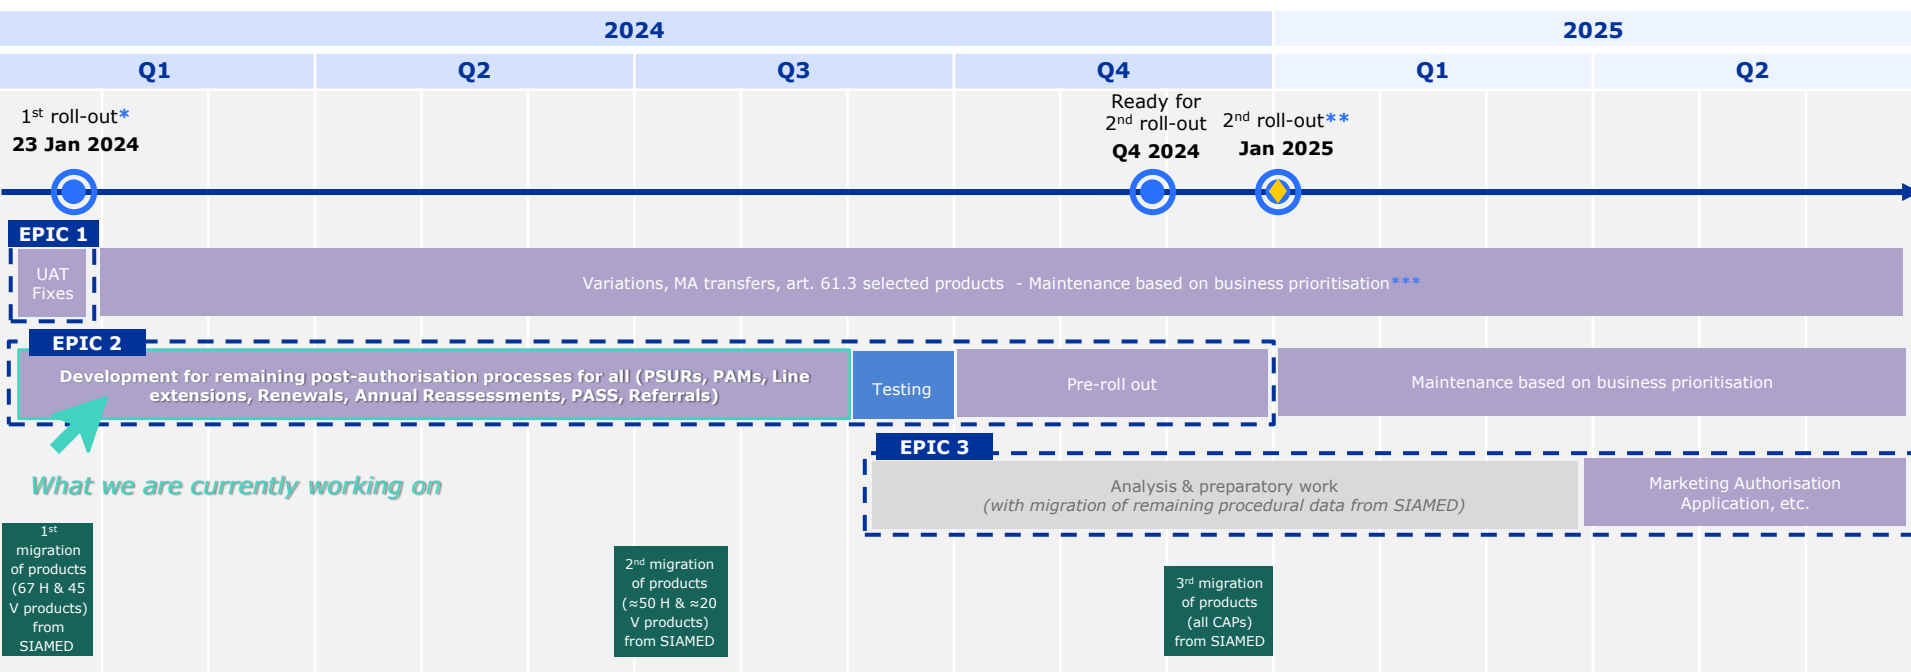 2024
2025
Q1
Q2
Q3
Q4
Q1
Q2
1st roll-out*
23 Jan 2024
Ready for
2nd roll-out
Q4 2024
2nd roll-out**
Jan 2025
EPIC 1
UAT
Fixes
Variations, MA transfers, art. 61.3 selected products - Maintenance based on business prioritisation***
EPIC 2
Development for remaining post-authorisation processes for all (PSURs, PAMs, Line
extensions, Renewals, Annual Reassessments, PASS, Referrals)
Testing
Pre-roll out
Maintenance based on business prioritisation
EPIC 3
Analysis & preparatory work
(with migration of remaining procedural data from SIAMED)
Marketing Authorisation
Application, etc.
What we are currently working on
1st
migration
of products
(67 H & 45
V products)
from
SIAMED
2nd migration
of products
(≈50 H & ≈20
V products)
from SIAMED
3rd migration
of products
(all CAPs)
from SIAMED